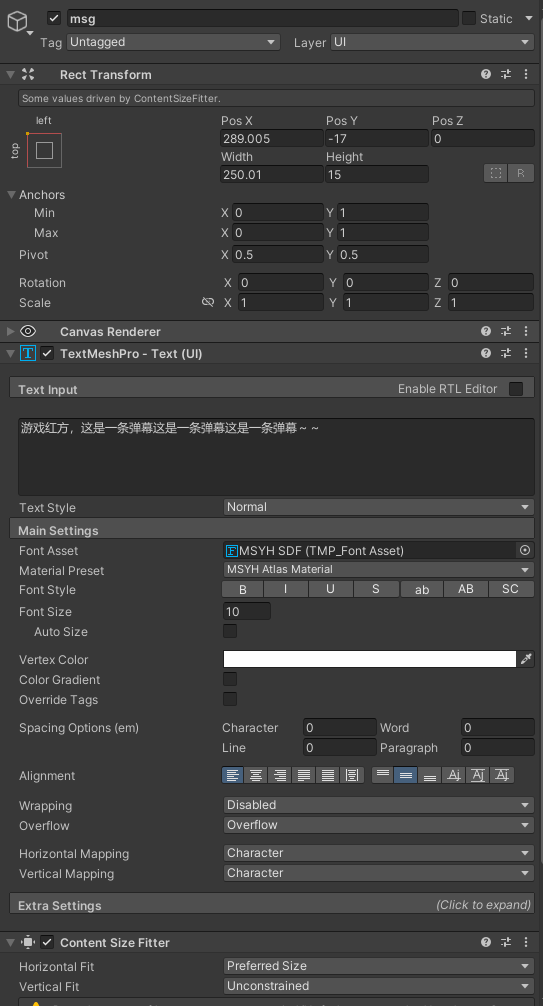 msg Static
Tag Untagged Layer UI
Rect Transform
Some values driven by ContentSizeFitter.
left Pos X Pos Y Pos Z
top 289.005 -17 0
Width Height
250.01 15 R
Anchors
Min X 0 Y 1
Max X 0 Y 1
Pivot X 0.5 Y 0.5
Rotation X 0 Y 0 Z 0
Scale X 1 Y 1 Z 1
Canvas Renderer
TextMeshPro - Text (UI)
Text Input Enable RTL Editor
游戏红方，这是一条弹幕这是一条弹幕这是一条弹幕～～
Text Style Normal
Main Settings
Font Asset MSYH SDF (TMP_Font Asset)
Material Preset MSYH Atlas Material
Font Style B I U S ab AB SC
Font Size 10
Auto Size
Vertex Color
Color Gradient
Override Tags
Spacing Options (em) Character 0 Word 0
Line 0 Paragraph 0
Alignment
Wrapping Disabled
Overflow Overflow
Horizontal Mapping Character
Vertical Mapping Character
Extra Settings (Click to expand)
Content Size Fitter
Horizontal Fit Preferred Size
Vertical Fit Unconstrained